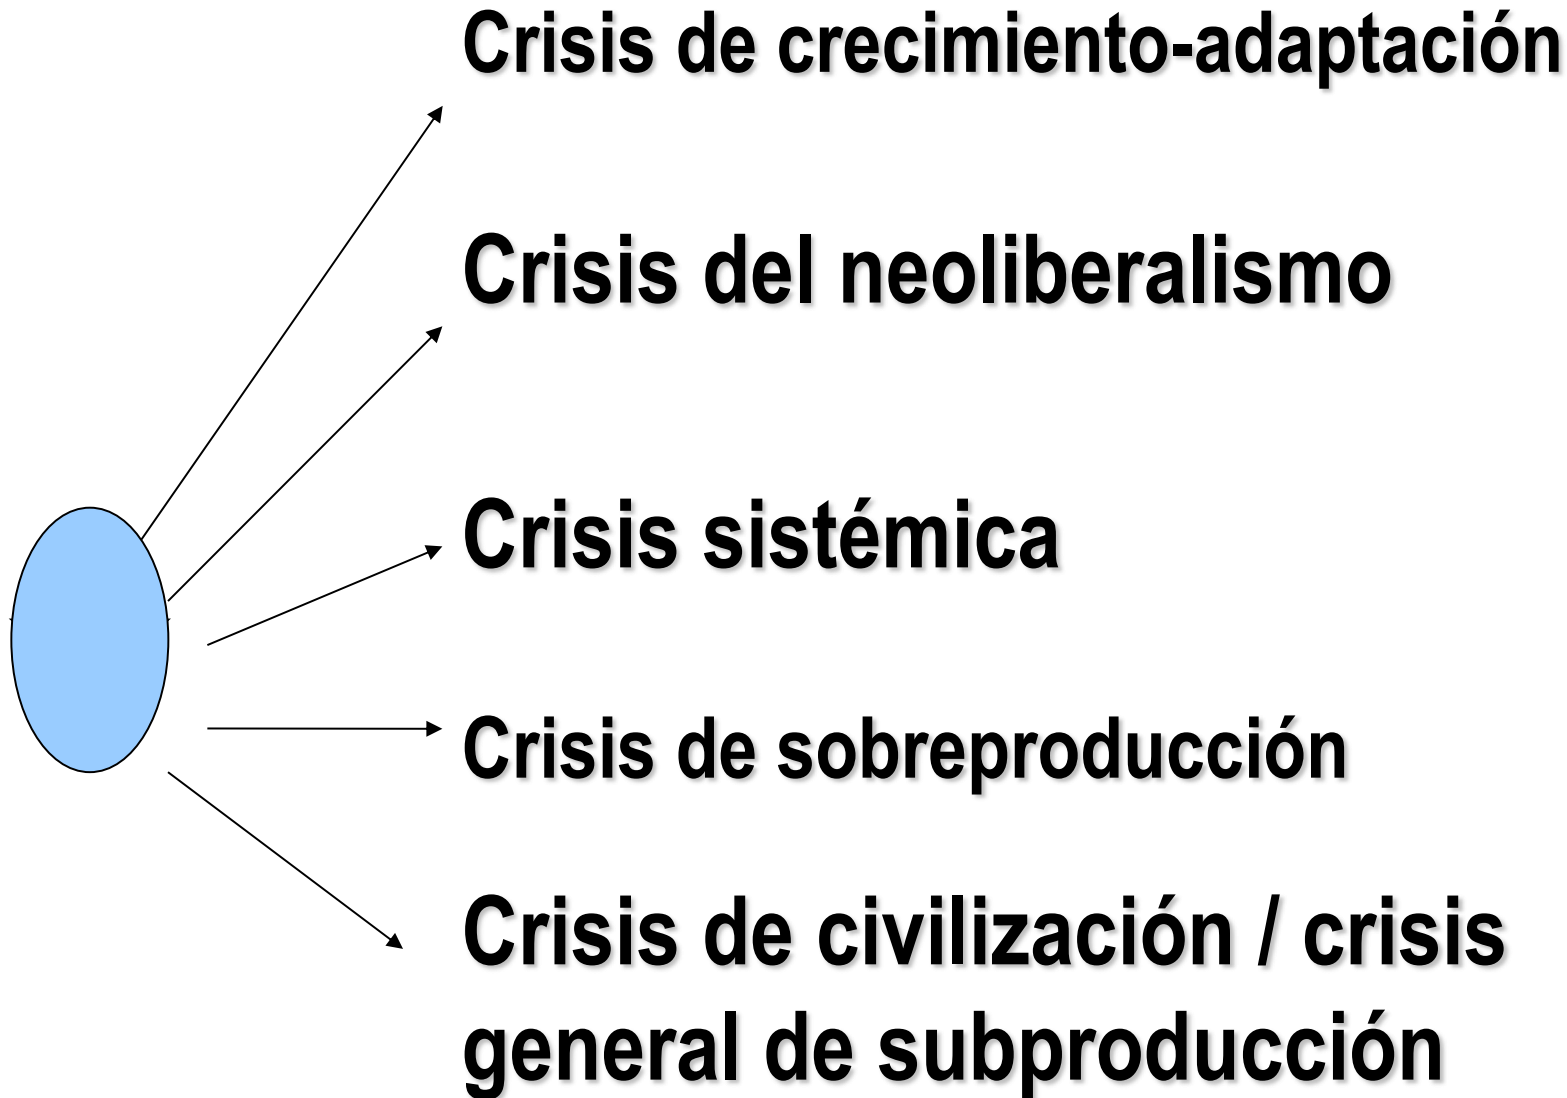 Crisis de crecimiento-adaptación
Crisis del neoliberalismo
Crisis sistémica
Crisis de sobreproducción
Crisis de civilización / crisis
general de subproducción